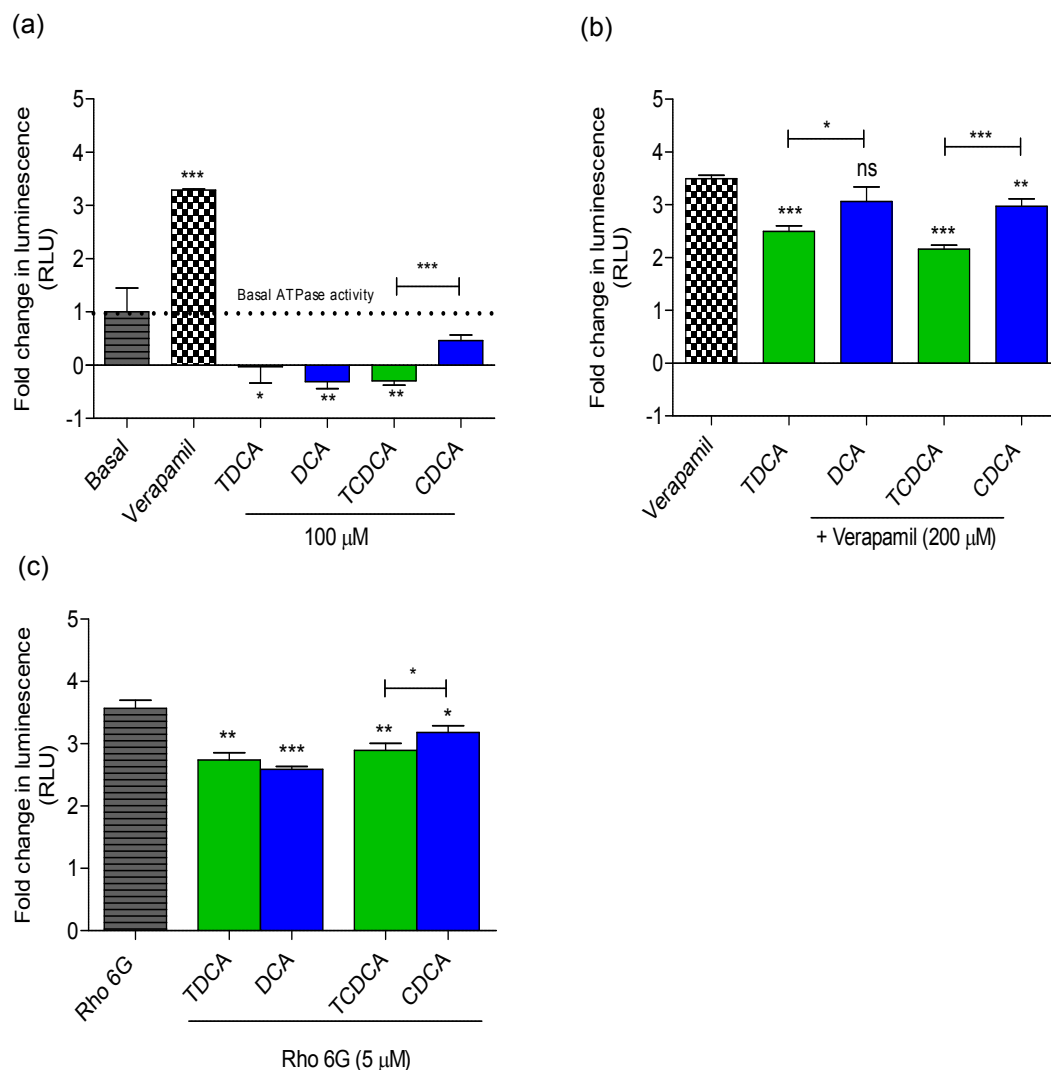 (a)
Fold change in luminescence
(RLU)
5
4
3
2
1
0
-1
***
Basal ATPase activity
***
*
**
**
Basal
Verapamil
TDCA
DCA
TCDCA
CDCA
100 µM
(b)
Fold change in luminescence
(RLU)
5
4
3
2
1
0
-1
*
***
ns
**
***
***
Verapamil
TDCA
DCA
TCDCA
CDCA
+ Verapamil (200 µM)
(c)
Fold change in luminescence
(RLU)
5
4
3
2
1
0
*
**
***
**
*
Rho 6G
TDCA
DCA
TCDCA
CDCA
Rho 6G (5 µM)